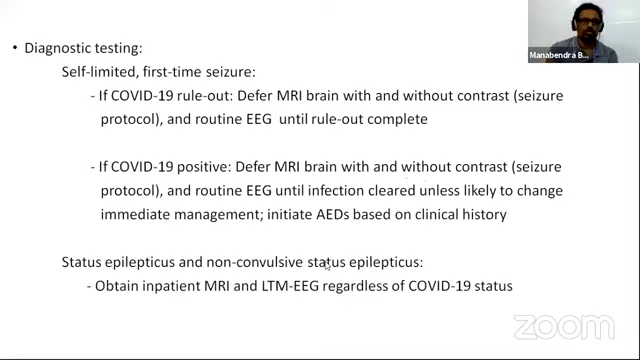 Manabendra B...
• Diagnostic testing:
Self-limited, first-time seizure:
- If COVID-19 rule-out: Defer MRI brain with and without contrast (seizure
protocol), and routine EEG until rule-out complete
- If COVID-19 positive: Defer MRI brain with and without contrast (seizure
protocol), and routine EEG until infection cleared unless likely to change
immediate management; initiate AEDs based on clinical history
Status epilepticus and non-convulsive status epilepticus:
- Obtain inpatient MRI and LTM-EEG regardless of COVID-19 status
zoom